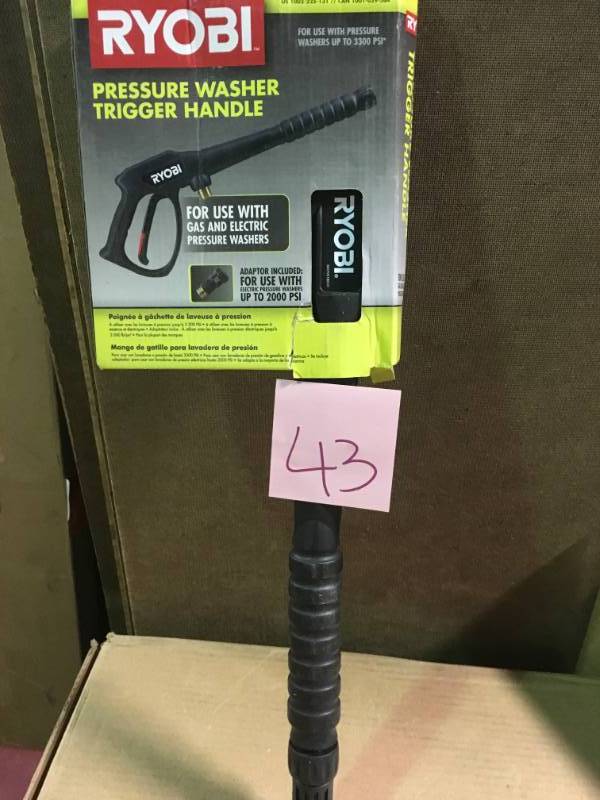 RYOBI
FOR USE WITH PRESSURE
WASHERS UP TO 3300 PSI*
PRESSURE WASHER
TRIGGER HANDLE
TRIGGER HANDLE
RYOBI
RYOBI
FOR USE WITH
GAS AND ELECTRIC
PRESSURE WASHERS
ADAPTOR INCLUDED:
FOR USE WITH
ELECTRIC PRESSURE WASHERS
UP TO 2000 PSI
Poignée à gâchette de laveuse à pression
Mango de gatillo para lavadora de presión
43